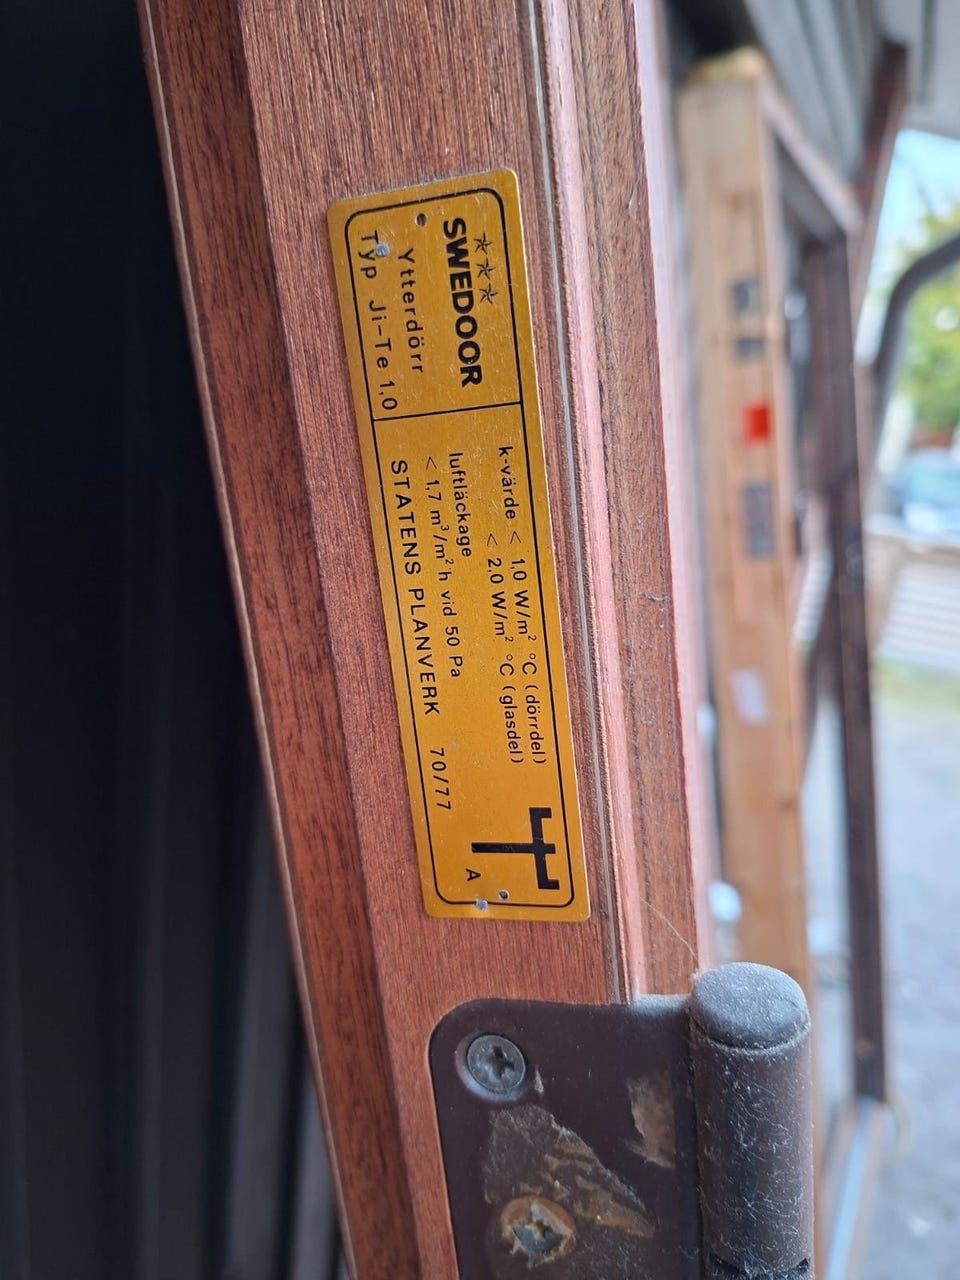 ***
SWEDOOR
Ytterdörr
Typ Ji-Te 1,0
k-värde < 1,0 W/m² °C (dörrdel)
< 2,0 W/m² °C (glasdel)
luftläckage
< 1,7 m³/m² h vid 50 Pa
STATENS PLANVERK 70/77
A